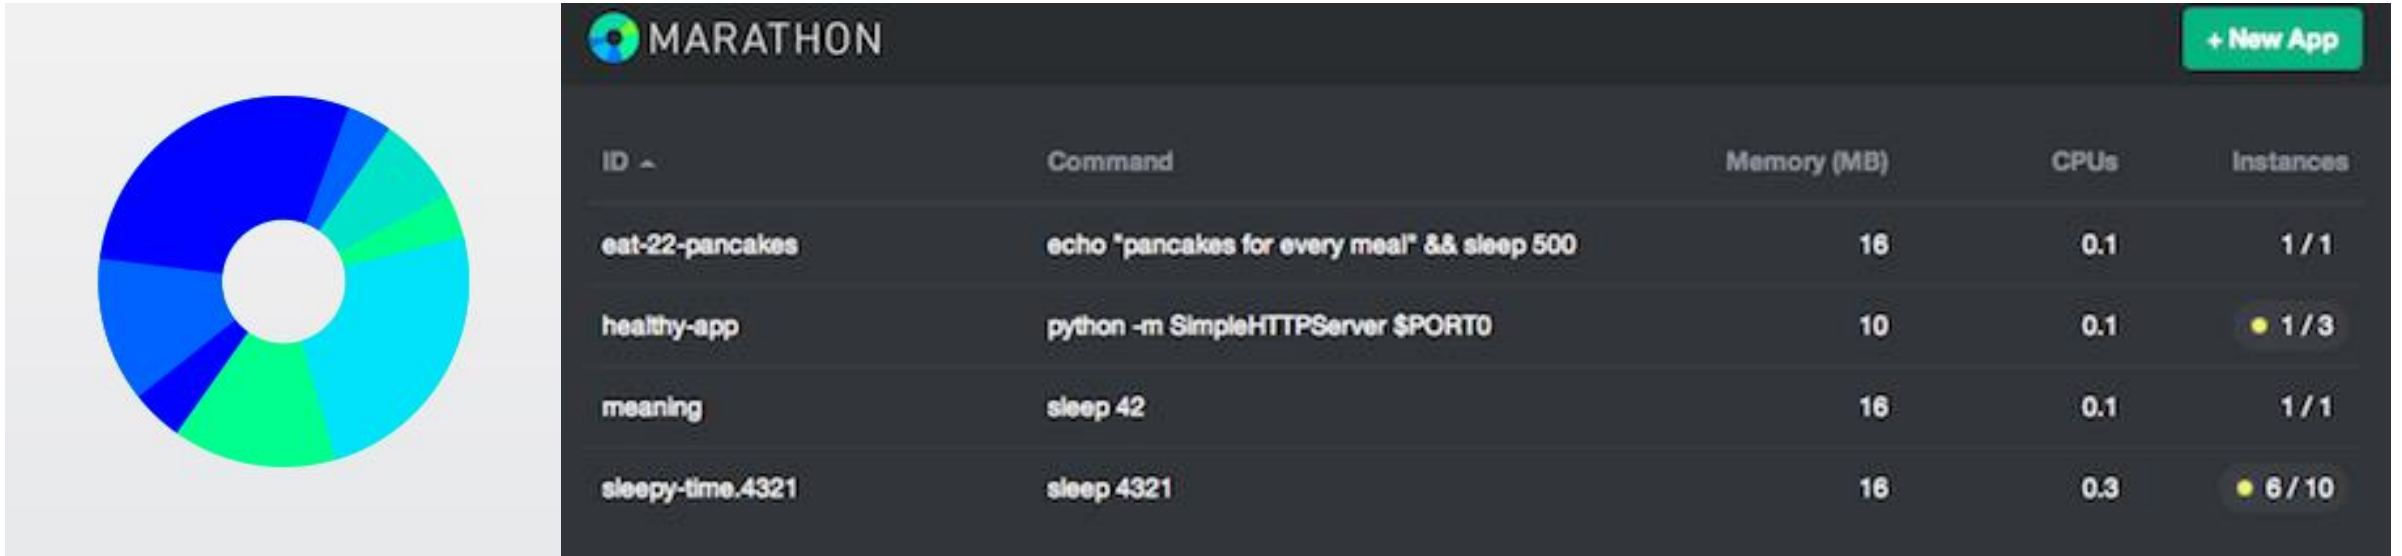 MARATHON
+ New App
ID Command Memory (MB) CPUs Instances
eat-22-pancakes echo "pancakes for every meal" && sleep 500 16 0.1 1 / 1
healthy-app python -m SimpleHTTPServer $PORT0 10 0.1 1 / 3
meaning sleep 42 16 0.1 1 / 1
sleepy-time.4321 sleep 4321 16 0.3 6 / 10